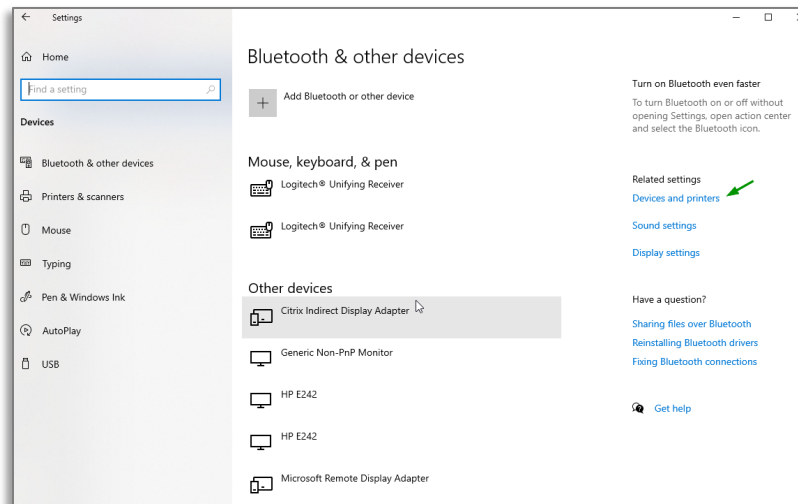 Settings
Home
Find a setting
Devices
Bluetooth & other devices
Printers & scanners
Mouse
Typing
Pen & Windows Ink
AutoPlay
USB
Bluetooth & other devices
Add Bluetooth or other device
Mouse, keyboard, & pen
Logitech® Unifying Receiver
Logitech® Unifying Receiver
Other devices
Citrix Indirect Display Adapter
Generic Non-PnP Monitor
HP E242
HP E242
Microsoft Remote Display Adapter
Turn on Bluetooth even faster
To turn Bluetooth on or off without
opening Settings, open action center
and select the Bluetooth icon.
Related settings
Devices and printers
Sound settings
Display settings
Have a question?
Sharing files over Bluetooth
Reinstalling Bluetooth drivers
Fixing Bluetooth connections
Get help